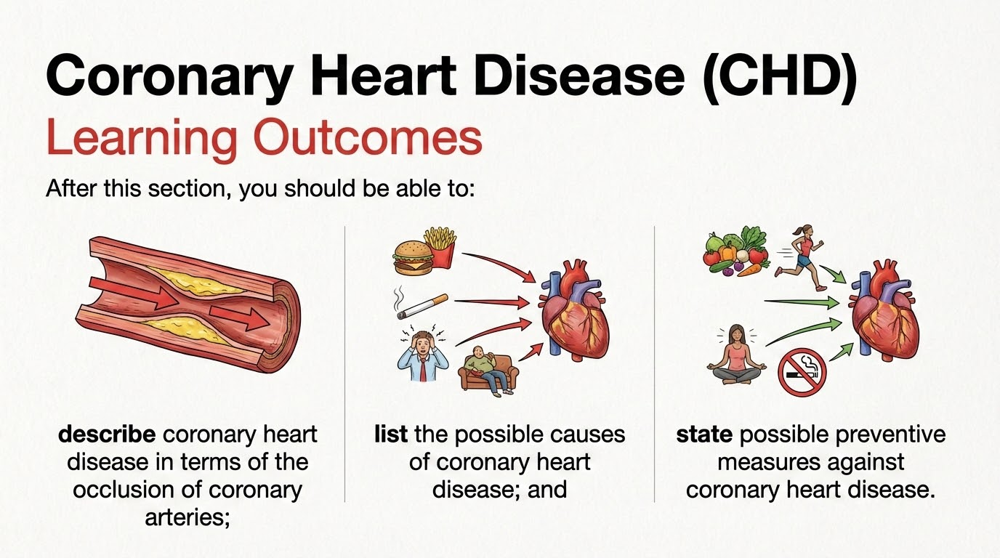 Coronary Heart Disease (CHD)
Learning Outcomes
After this section, you should be able to:
describe coronary heart
disease in terms of the
occlusion of coronary
arteries;
list the possible causes
of coronary heart
disease; and
state possible preventive
measures against
coronary heart disease.